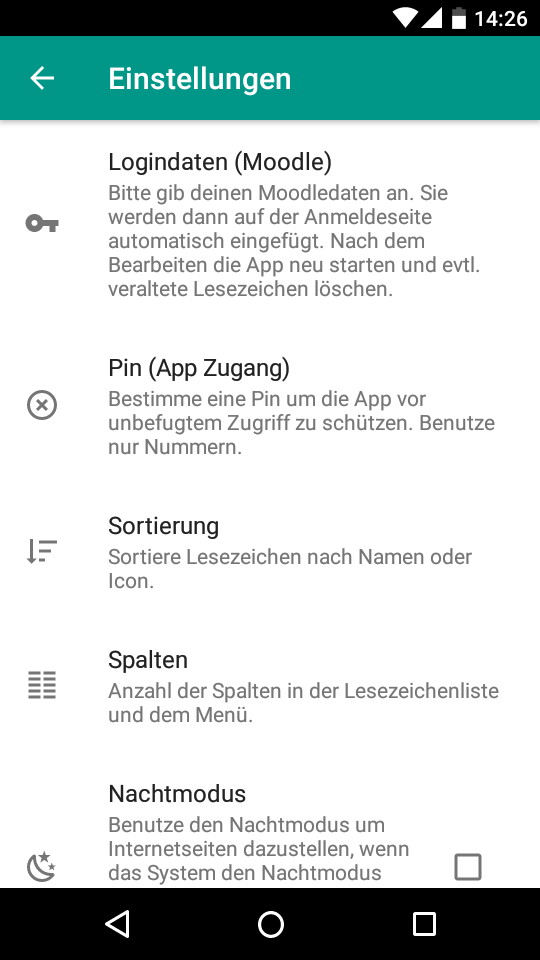 14:26
Einstellungen
Logindaten (Moodle)
Bitte gib deinen Moodledaten an. Sie
werden dann auf der Anmeldeseite
automatisch eingefügt. Nach dem
Bearbeiten die App neu starten und evtl.
veraltete Lesezeichen löschen.
Pin (App Zugang)
Bestimme eine Pin um die App vor
unbefugtem Zugriff zu schützen. Benutze
nur Nummern.
Sortierung
Sortiere Lesezeichen nach Namen oder
Icon.
Spalten
Anzahl der Spalten in der Lesezeichenliste
und dem Menü.
Nachtmodus
Benutze den Nachtmodus um
Internetseiten dazustellen, wenn
das System den Nachtmodus